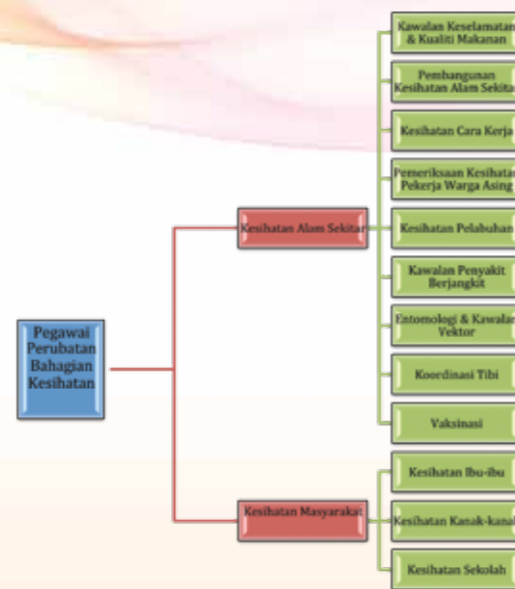 Pegawai
Perubatan
Bahagian
Kesihatan
Kesihatan Alam Sekitar
Kawalan Keselamatan
& Kualiti Makanan
Pembangunan
Kesihatan Alam Sekitar
Kesihatan Cara Kerja
Pemeriksaan Kesihatan
Pekerja Warga Asing
Kesihatan Pelabuhan
Kawalan Penyakit
Berjangkit
Entomologi & Kawalan
Vektor
Koordinasi Tibi
Vaksinasi
Kesihatan Masyarakat
Kesihatan Ibu-ibu
Kesihatan Kanak-kanak
Kesihatan Sekolah